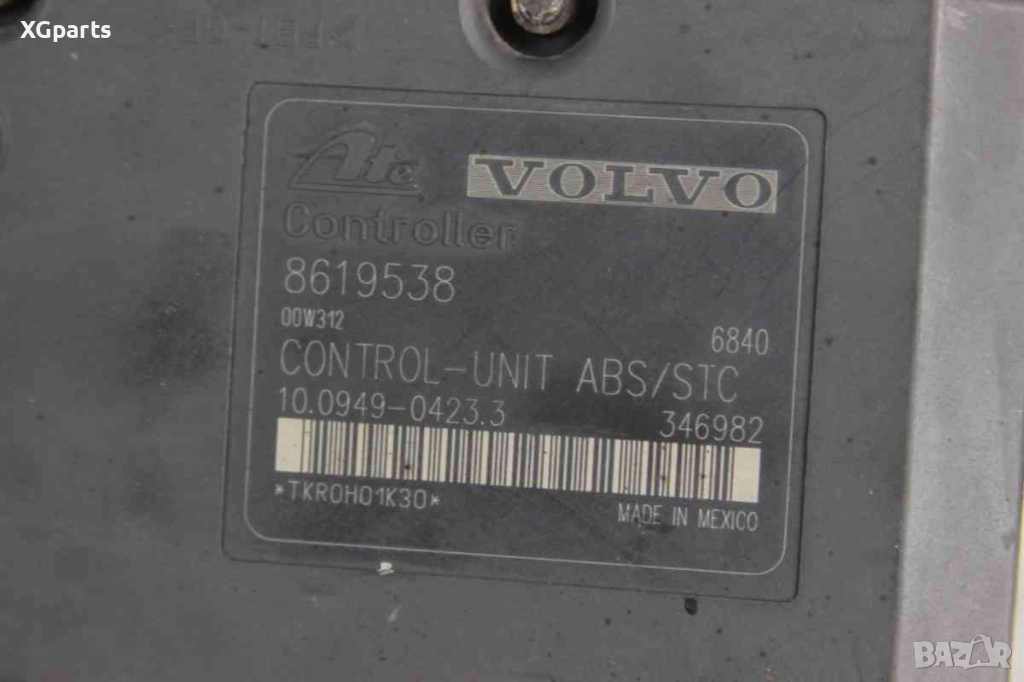 XGparts
Ate
VOLVO
Controller
8619538
00W312
6840
CONTROL-UNIT ABS/STC
10.0949-0423.3
346982
*TKR0H01K30*
MADE IN MEXICO
BAZAR